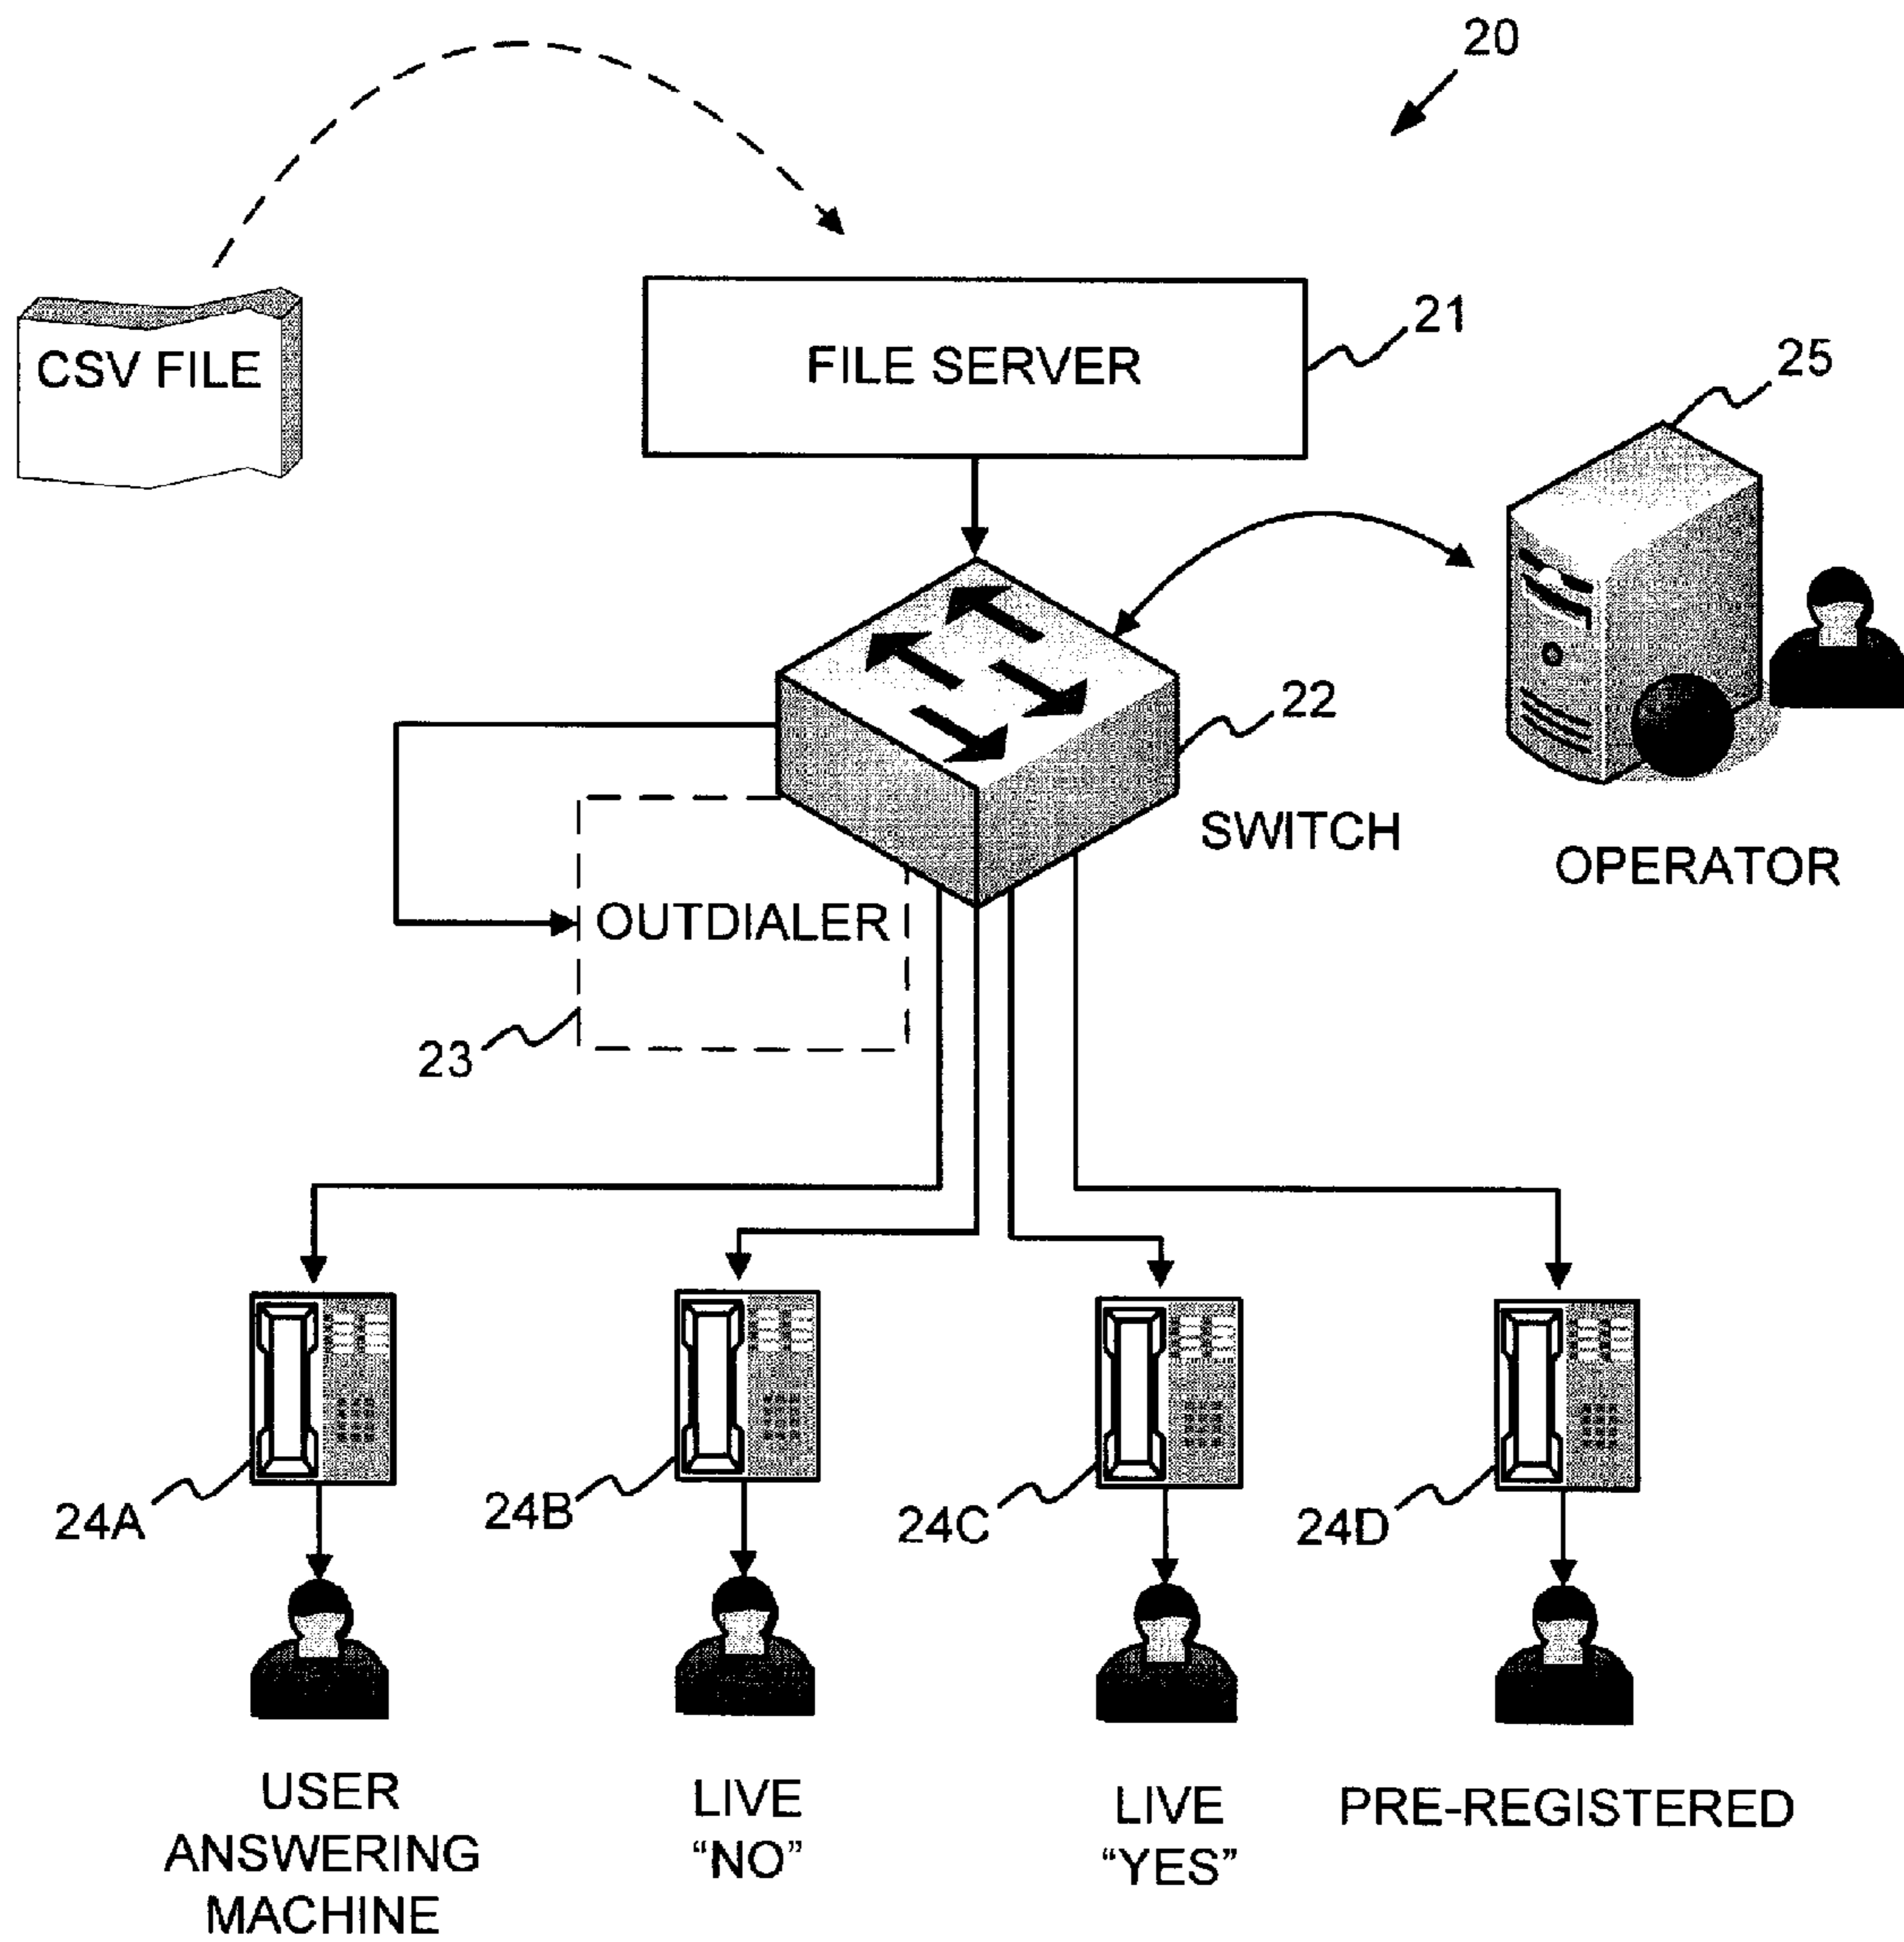 20
CSV FILE
FILE SERVER
21
25
22
SWITCH
OPERATOR
OUTDIALER
23
24A
24B
24C
24D
USER
ANSWERING
MACHINE
LIVE
“NO”
LIVE
“YES”
PRE-REGISTERED